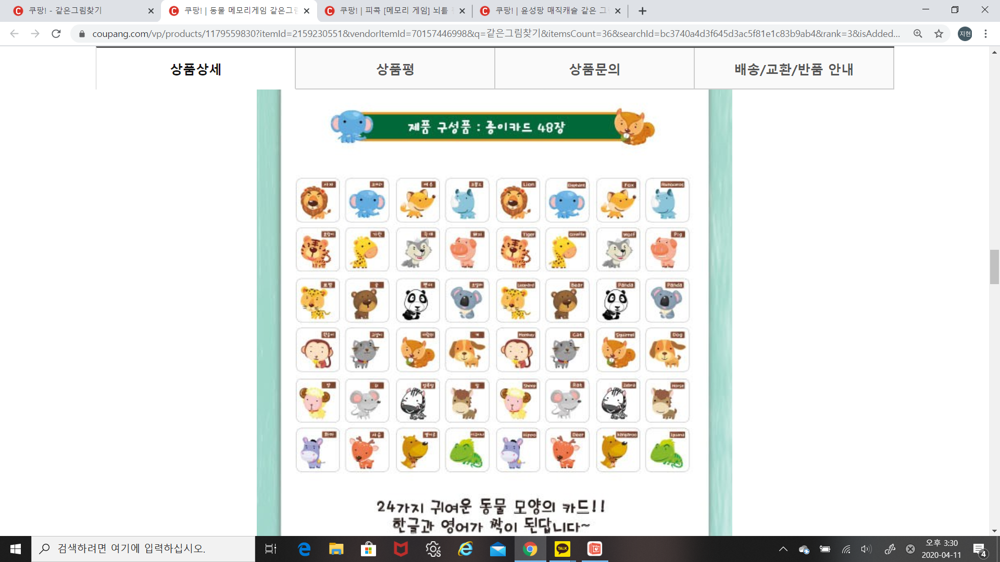 쿠팡! - 같은그림찾기
쿠팡! | 동물 메모리게임 같은그림
쿠팡! | 피콕 [메모리 게임] 뇌를
쿠팡! | 윤성팡 매직캐슬 같은 그
coupang.com/vp/products/1179559830?itemId=2159230551&vendorItemId=70157446998&q=같은그림찾기&itemsCount=36&searchId=bc3740a4d3f645d3ac5f81e1c83b9ab4&rank=3&isAdded...
지현
상품상세
상품평
상품문의
배송/교환/반품 안내
제품 구성품 : 종이카드 48장
사자 코끼리 여우 코뿔소 Lion Elephant Fox Rhinoceros
호랑이 기린 늑대 돼지 Tiger Giraffe Wolf Pig
표범 곰 팬더 코알라 Leopard Bear Panda Panda
원숭이 고양이 다람쥐 개 Monkey Cat Squirrel Dog
양 쥐 얼룩말 말 Sheep Rat Zebra Horse
하마 사슴 캥거루 이구아나 Hippo Deer Kangaroo Iguana
24가지 귀여운 동물 모양의 카드!!
한글과 영어가 짝이 된답니다~
검색하려면 여기에 입력하십시오.
TALK
오후 3:30
2020-04-11
4